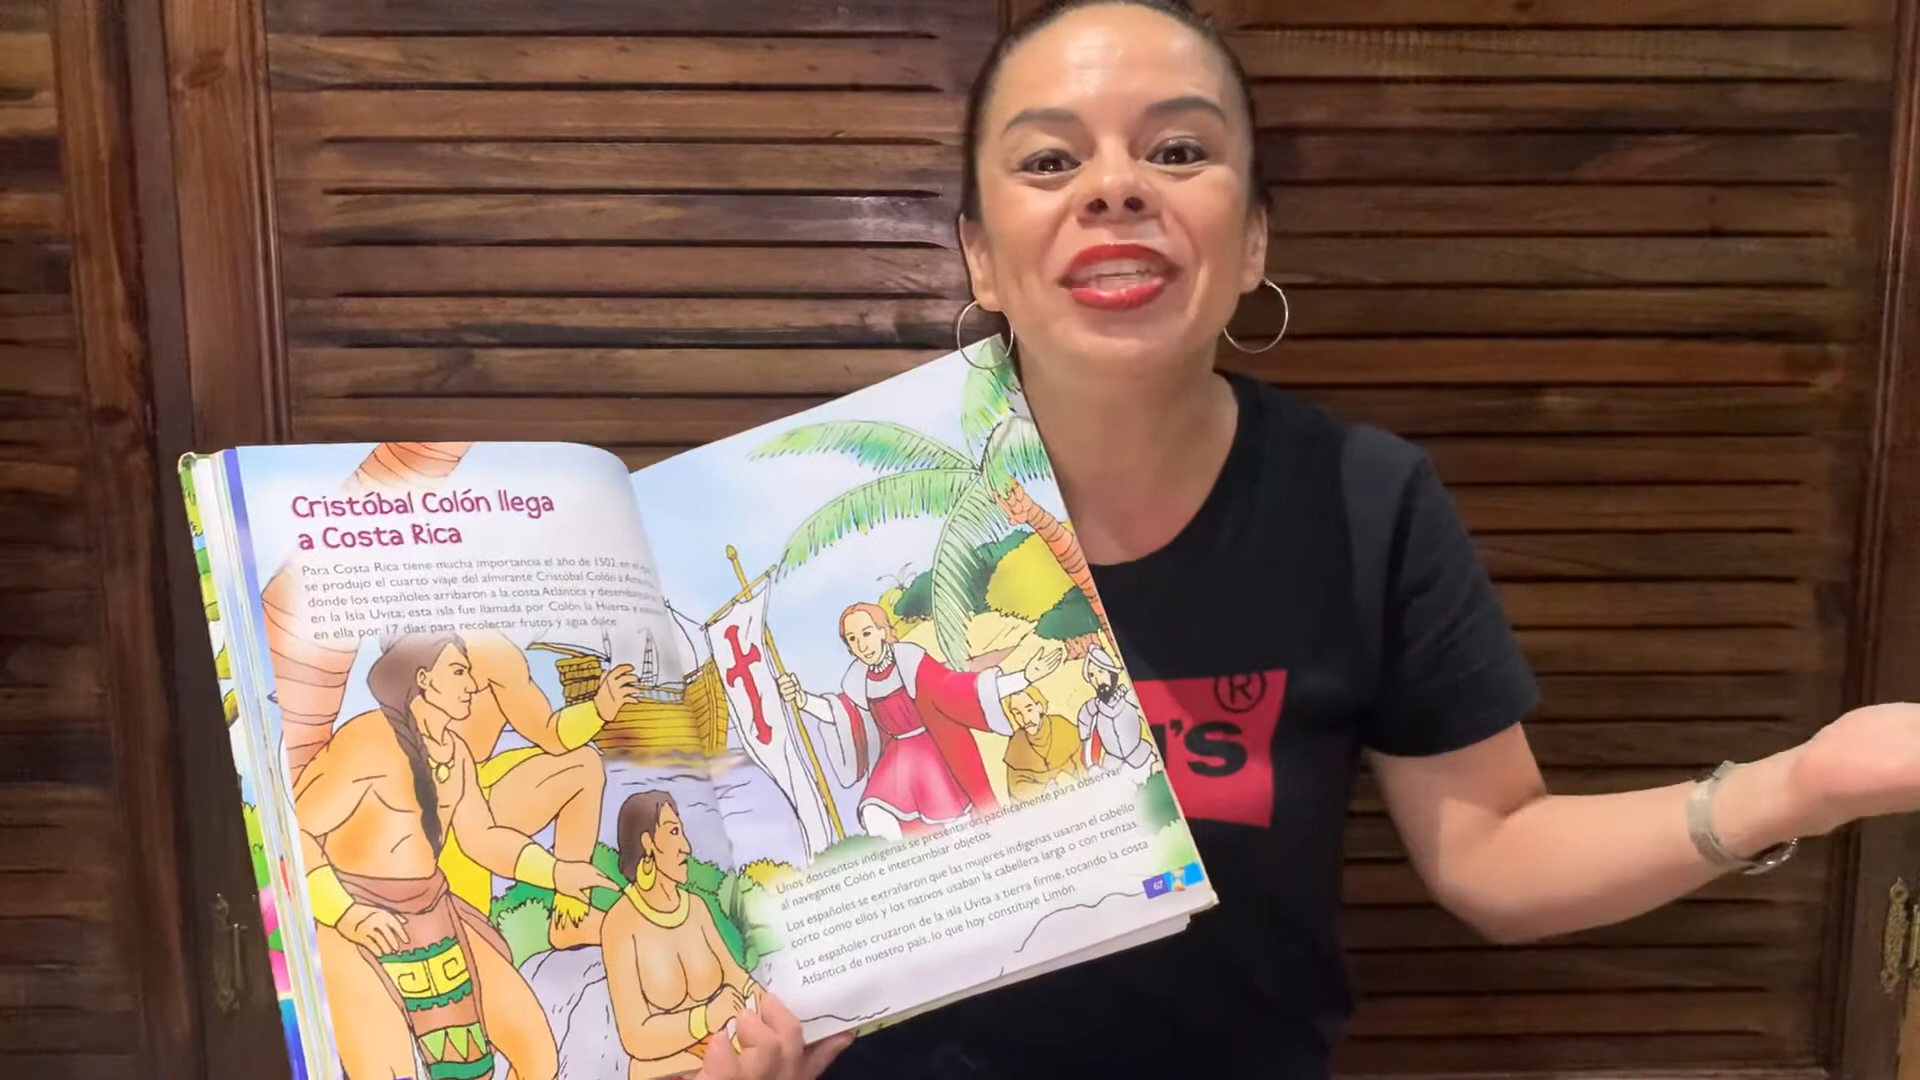 Cristóbal Colón llega
a Costa Rica
Para Costa Rica tiene mucha importancia el año de 1502, en el
se produjo el cuarto viaje del almirante Cristóbal Colón a
donde los españoles arribaron a la costa Atlántica y
en la Isla Uvita; esta isla fue llamada por Colón la Huerta y
en ella por 17 días para recolectar frutos y agua dulce
Unos doscientos indígenas se presentaron pacíficamente para observar
al navegante Colón e intercambiar objetos.
Los españoles se extrañaron que las mujeres indígenas usaran el cabello
corto como ellos y los nativos usaban la cabellera larga o con trenzas
Los españoles cruzaron de la isla Uvita a tierra firme, tocando la costa
Atlántica de nuestro país, lo que hoy constituye Limón.
67
'S ®